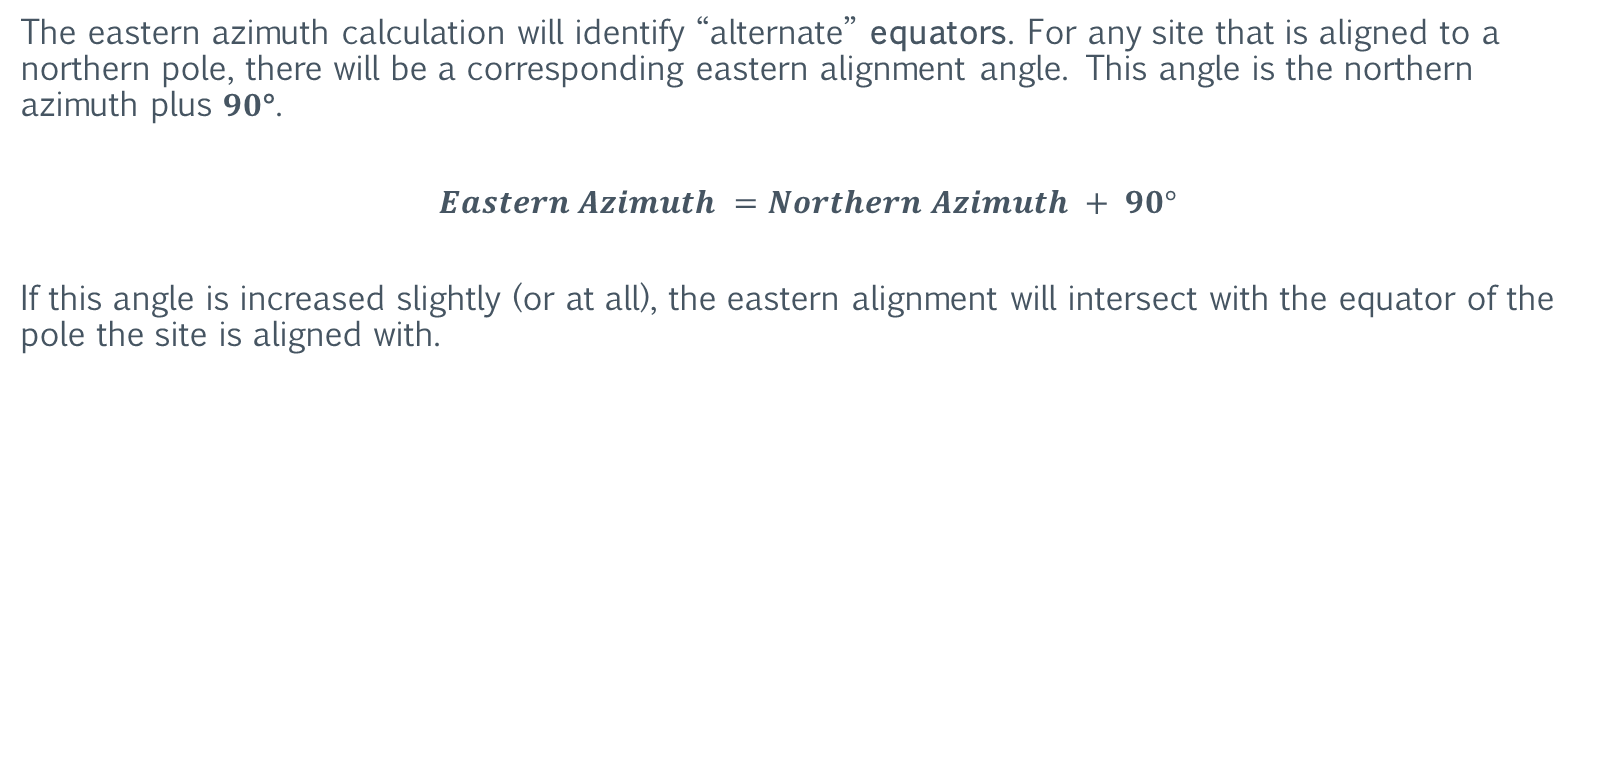 The eastern azimuth calculation will identify “alternate” equators. For any site that is aligned to a
northern pole, there will be a corresponding eastern alignment angle. This angle is the northern
azimuth plus 90°.
Eastern Azimuth = Northern Azimuth + 90°
If this angle is increased slightly (or at all), the eastern alignment will intersect with the equator of the
pole the site is aligned with.